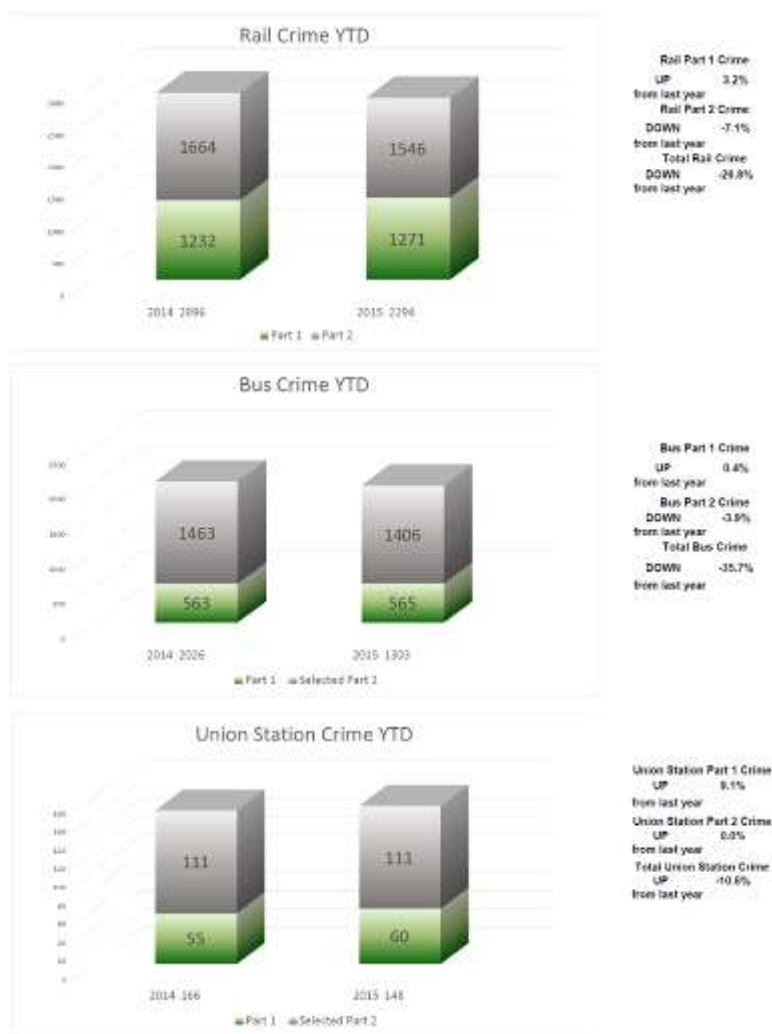 Rail Crime YTD
1664
1546
1232
1271
2014 2896
2015 2294
Part 1 Part 2
Rail Part 1 Crime
UP 3.2%
from last year
Rail Part 2 Crime
DOWN -7.1%
from last year
Total Rail Crime
DOWN
from last year
Bus Crime YTD
1463
1406
563
565
2014 2026
2015 1303
Part 1 Selected Part 2
Bus Part 1 Crime
UP 0.4%
from last year
Bus Part 2 Crime
DOWN -3.9%
from last year
Total Bus Crime
DOWN -35.7%
from last year
Union Station Crime YTD
111
111
55
60
2014 166
2015 148
Part 1 Selected Part 2
Union Station Part 1 Crime
UP 9.1%
from last year
Union Station Part 2 Crime
UP 0.0%
from last year
Total Union Station Crime
UP -10.8%
from last year